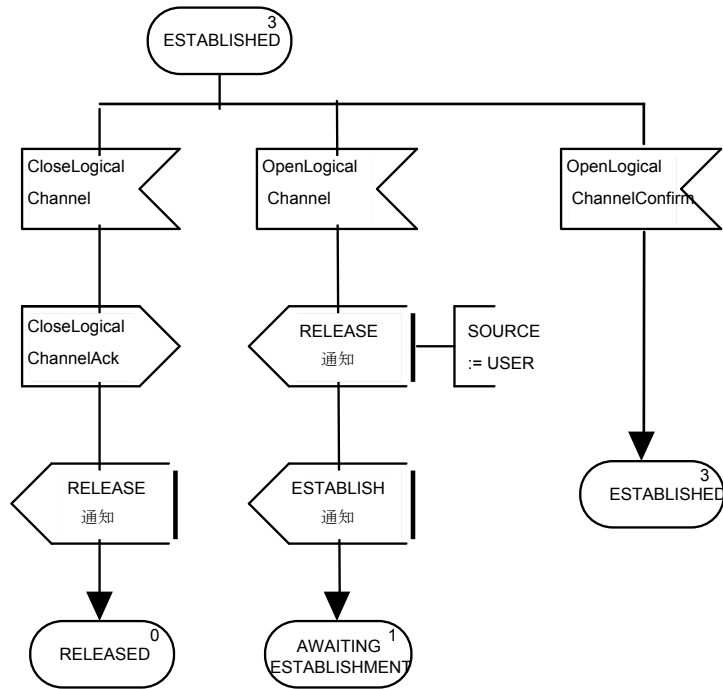 3
ESTABLISHED
CloseLogical
Channel
OpenLogical
Channel
OpenLogical
ChannelConfirm
CloseLogical
ChannelAck
RELEASE
通知
SOURCE
:= USER
RELEASE
通知
ESTABLISH
通知
3
ESTABLISHED
0
RELEASED
1
AWAITING
ESTABLISHMENT